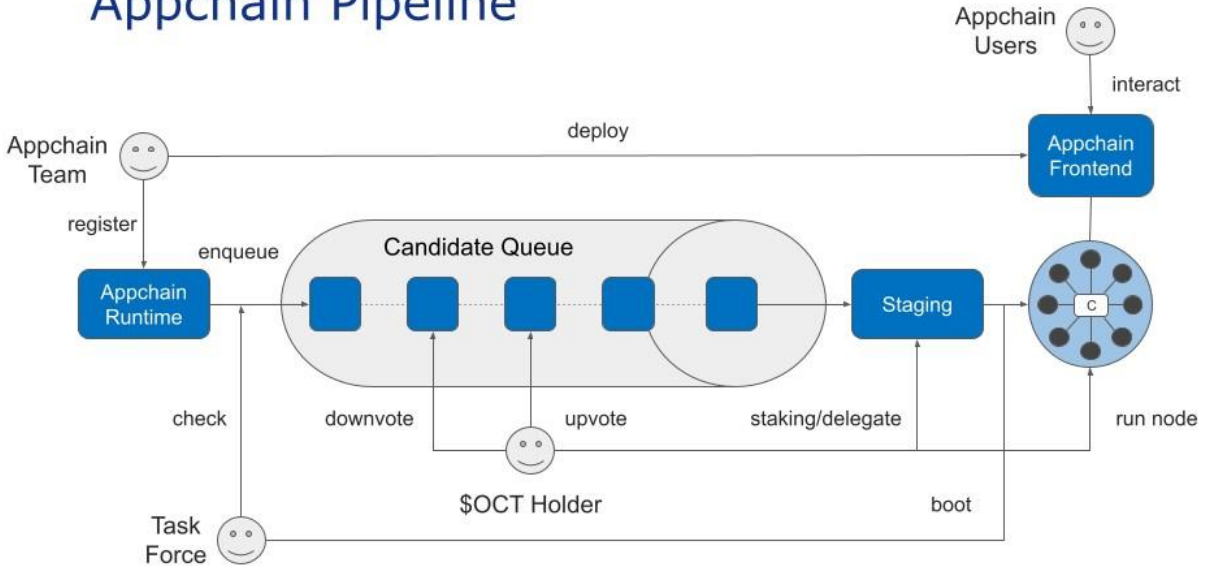 Appchain Pipeline
Appchain
Users
interact
deploy
Appchain
Team
Appchain
Frontend
register
enqueue
Candidate Queue
Appchain
Runtime
Staging
C
check
downvote
upvote
staking/delegate
run node
$OCT Holder
boot
Task
Force